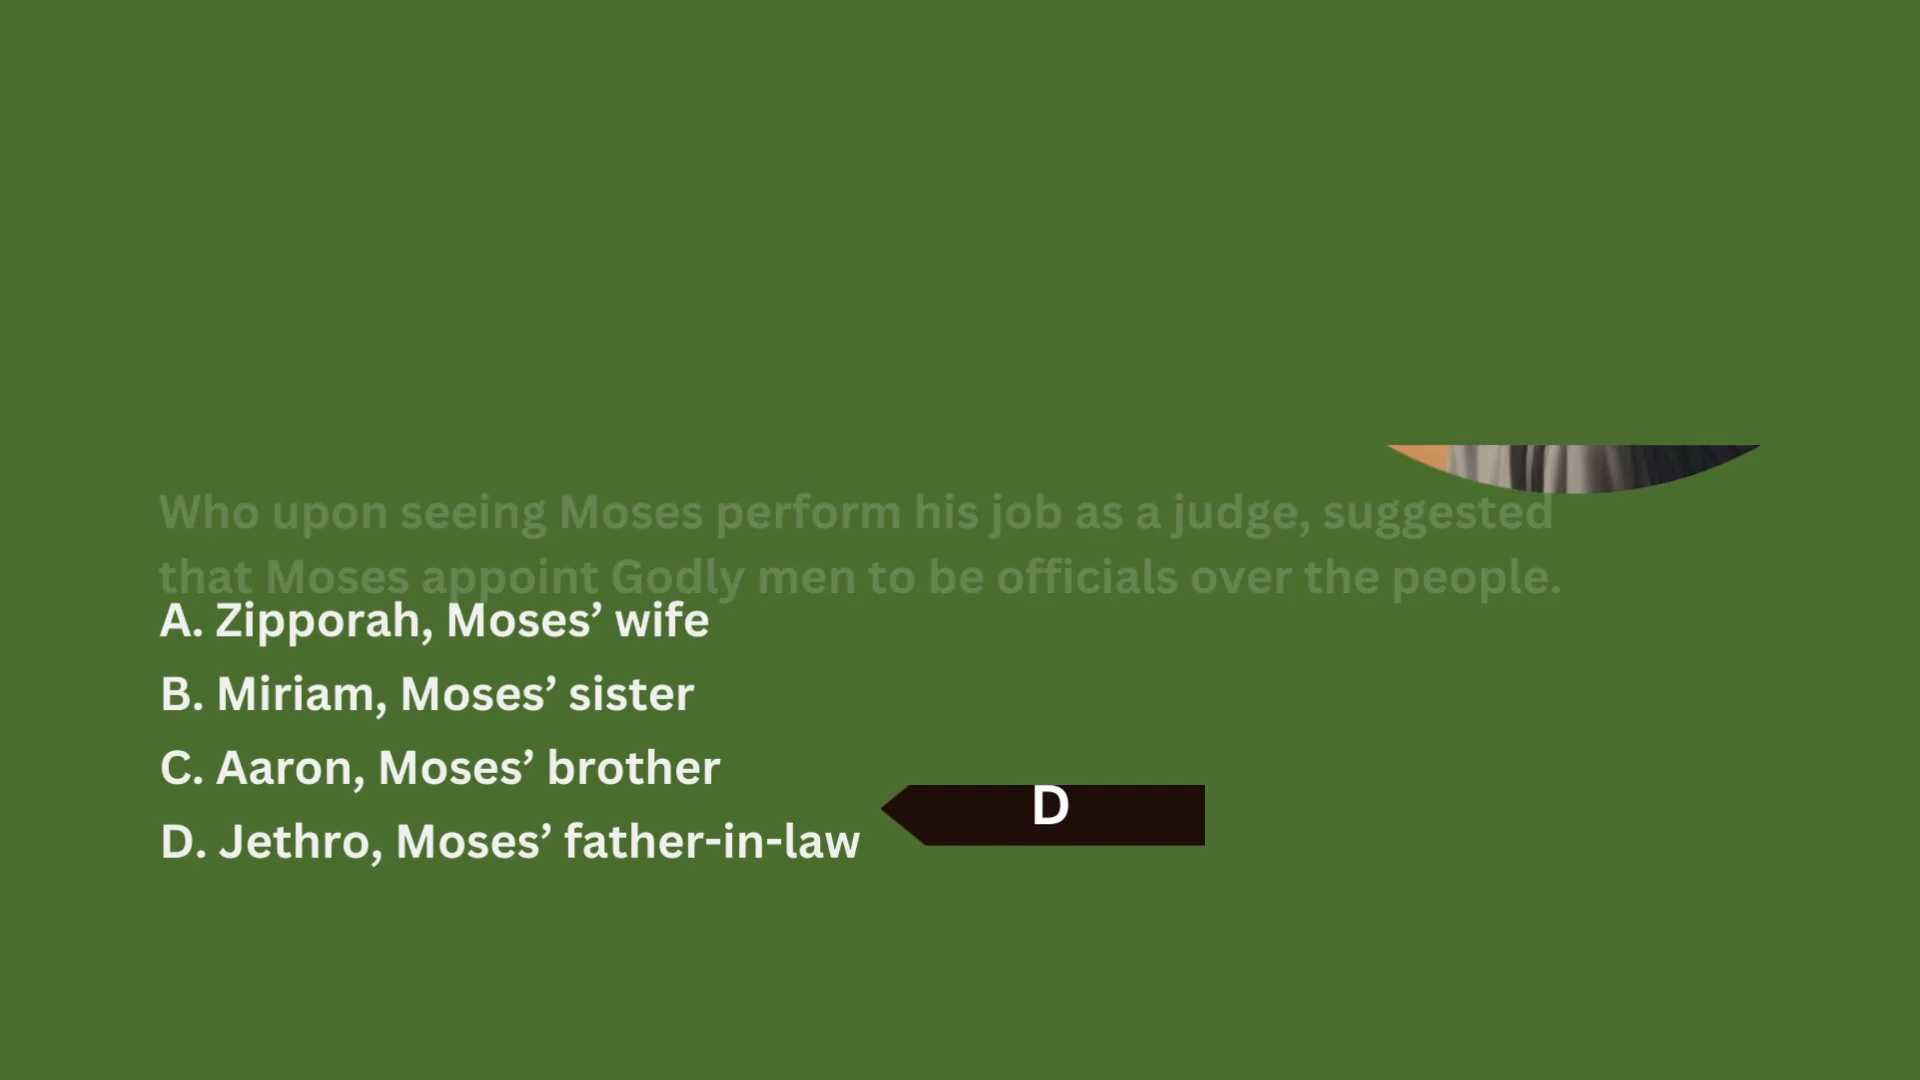 Who upon seeing Moses perform his job as a judge, suggested
that Moses appoint Godly men to be officials over the people.
A. Zipporah, Moses’ wife
B. Miriam, Moses’ sister
C. Aaron, Moses’ brother
D. Jethro, Moses’ father-in-law
D